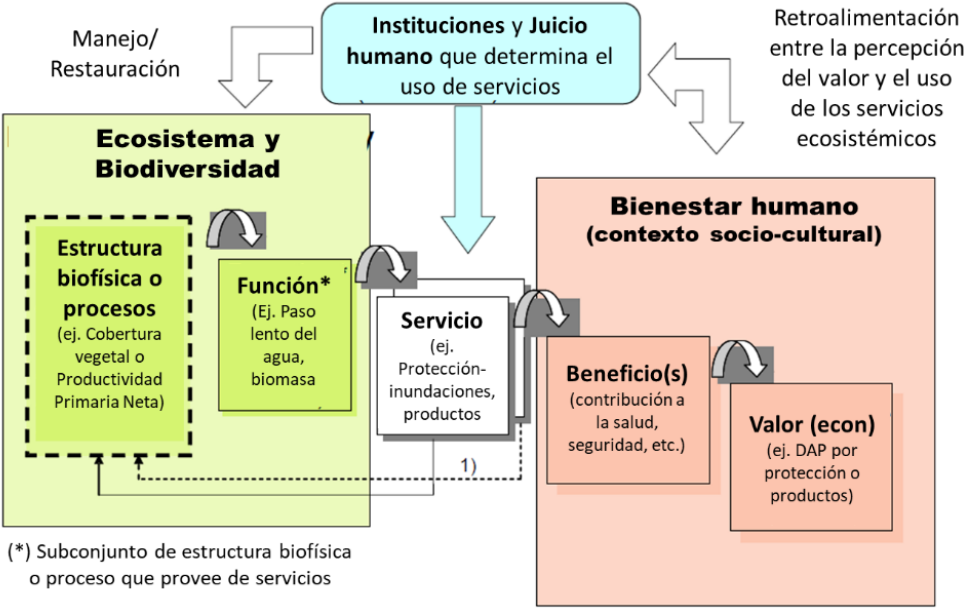 Manejo/
Restauración
Instituciones y Juicio
humano que determina el
uso de servicios
Retroalimentación
entre la percepción
del valor y el uso
de los servicios
ecosistémicos
Ecosistema y
Biodiversidad
Estructura
biofísica o
procesos
(ej. Cobertura
vegetal o
Productividad
Primaria Neta)
Función*
(Ej. Paso
lento del
agua,
biomasa
Servicio
(ej.
Protección-
inundaciones,
productos
1)
Bienestar humano
(contexto socio-cultural)
Beneficio(s)
(contribución a
la salud,
seguridad, etc.)
Valor (econ)
(ej. DAP por
protección o
productos)
(*) Subconjunto de estructura biofísica
o proceso que provee de servicios